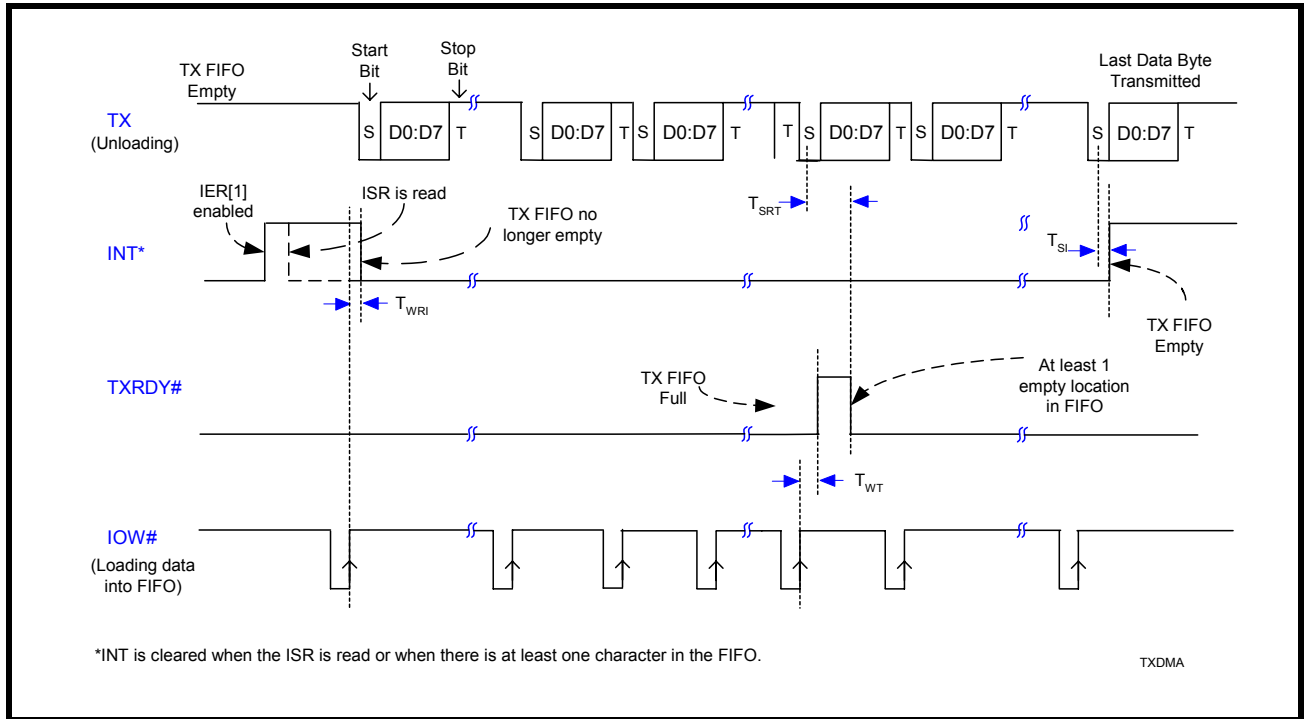 Start
Bit
Stop
Bit
TX FIFO
Empty
Last Data Byte
Transmitted
TX
(Unloading)
S D0:D7 T S D0:D7 T S D0:D7 T T S D0:D7 T S D0:D7 T S D0:D7 T
IER[1]
enabled
ISR is read
TX FIFO no
longer empty
TSRT
INT*
TSI
TWRI
TX FIFO
Empty
TXRDY#
TX FIFO
Full
At least 1
empty location
in FIFO
TWT
IOW#
(Loading data
into FIFO)
*INT is cleared when the ISR is read or when there is at least one character in the FIFO.
TXDMA